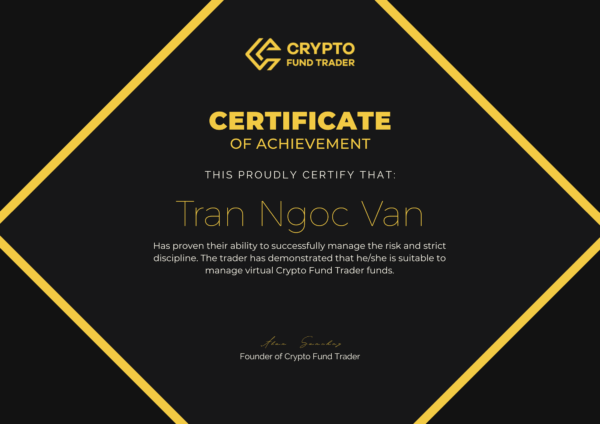 CRYPTO
FUND TRADER
CERTIFICATE
OF ACHIEVEMENT
THIS PROUDLY CERTIFY THAT:
Tran Ngoc Van
Has proven their ability to successfully manage the risk and strict
discipline. The trader has demonstrated that he/she is suitable to
manage virtual Crypto Fund Trader funds.
Founder of Crypto Fund Trader